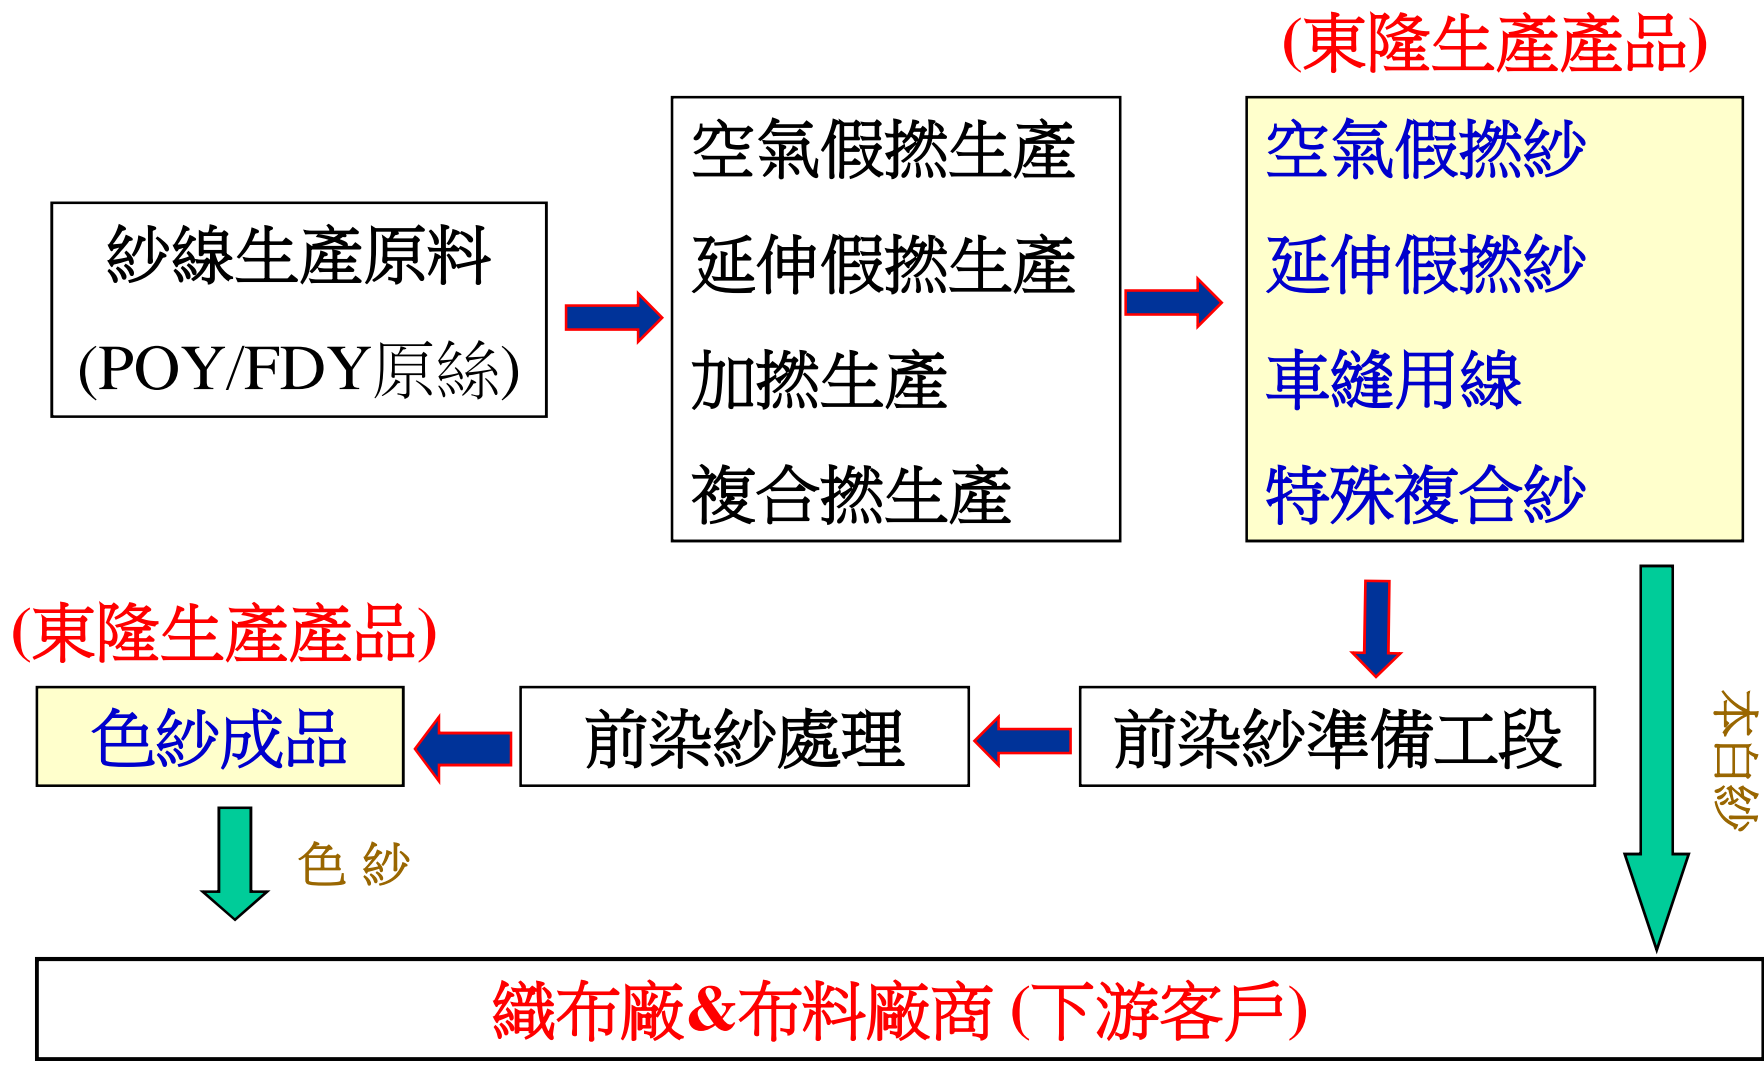 (東隆生產產品)
紗線生產原料
(POY/FDY原絲)
空氣假撚生產
延伸假撚生產
加撚生產
複合撚生產
空氣假撚紗
延伸假撚紗
車縫用線
特殊複合紗
(東隆生產產品)
色紗成品
前染紗處理
前染紗準備工段
本白紗
色 紗
織布廠&布料廠商 (下游客戶)